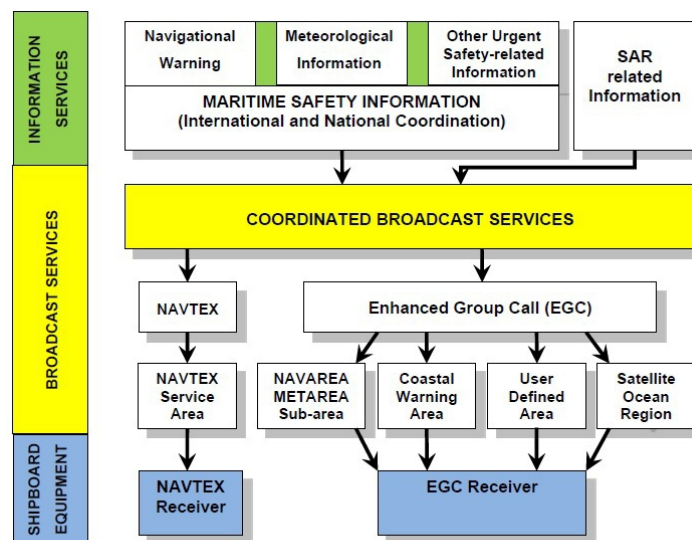 INFORMATION
SERVICES
Navigational
Warning
Meteorological
Information
Other Urgent
Safety-related
Information
MARITIME SAFETY INFORMATION
(International and National Coordination)
SAR
related
Information
BROADCAST SERVICES
COORDINATED BROADCAST SERVICES
NAVTEX
Enhanced Group Call (EGC)
NAVTEX
Service
Area
NAVAREA
METAREA
Sub-area
Coastal
Warning
Area
User
Defined
Area
Satellite
Ocean
Region
SHIPBOARD
EQUIPMENT
NAVTEX
Receiver
EGC Receiver